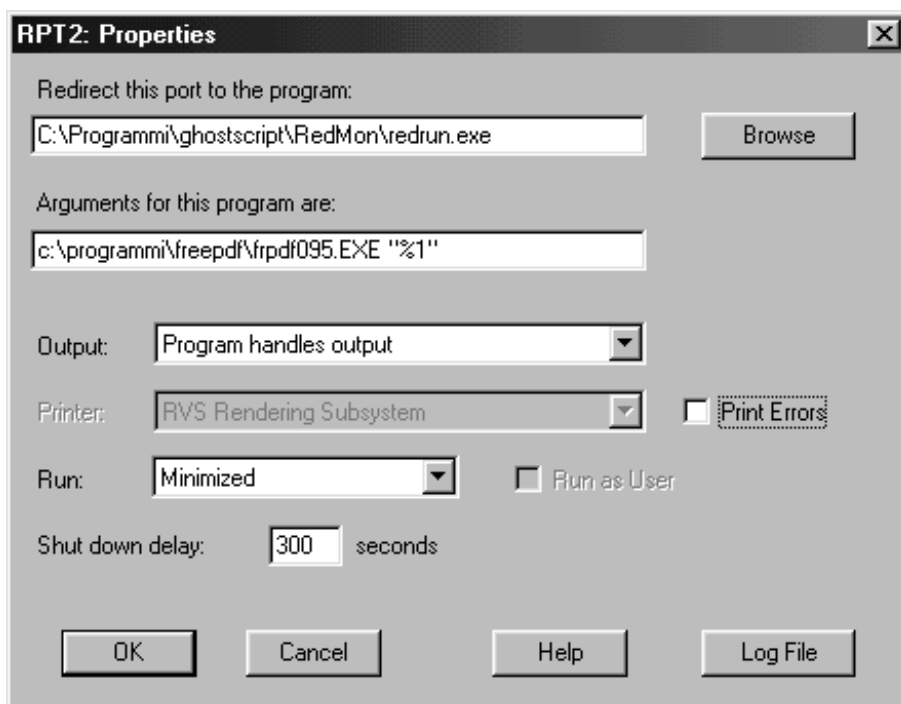 RPT2: Properties
Redirect this port to the program:
C:\Programmi\ghostscript\RedMon\redrun.exe
Browse
Arguments for this program are:
c:\programmi\freepdf\frpdf095.EXE "%1"
Output:
Program handles output
Printer:
RVS Rendering Subsystem
Print Errors
Run:
Minimized
Run as User
Shut down delay:
300
seconds
OK
Cancel
Help
Log File